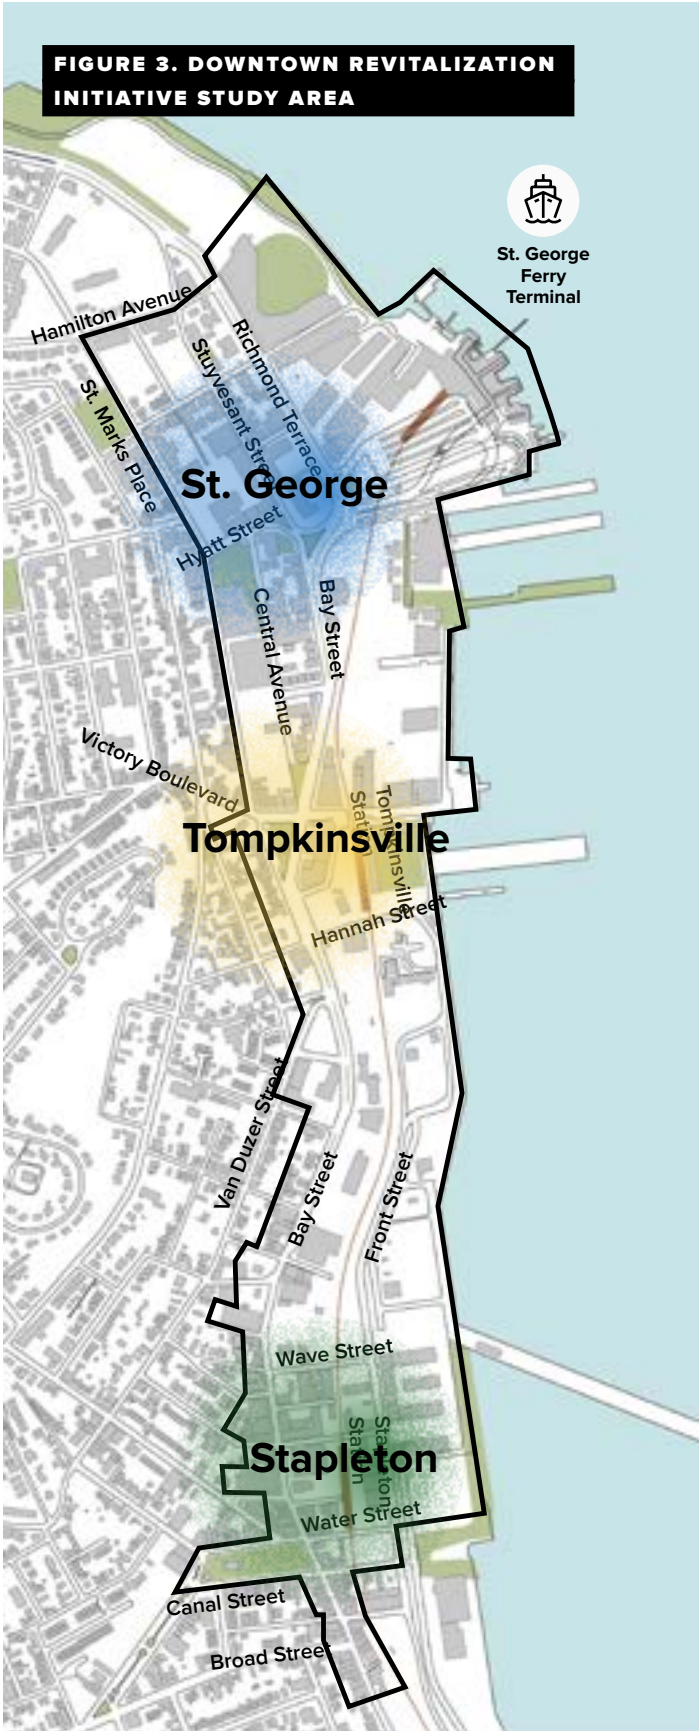 FIGURE 3. DOWNTOWN REVITALIZATION
INITIATIVE STUDY AREA
St. George
Ferry
Terminal
Hamilton Avenue
Richmond Terrace
Stuyvesant Street
St. Marks Place
St. George
Hyatt Street
Bay Street
Central Avenue
Victory Boulevard
Tompkinsville
Station
Tompkinsville
Hannah Street
Van Duzer Street
Bay Street
Front Street
Wave Street
Stapleton
Station
Stapleton
Water Street
Canal Street
Broad Street